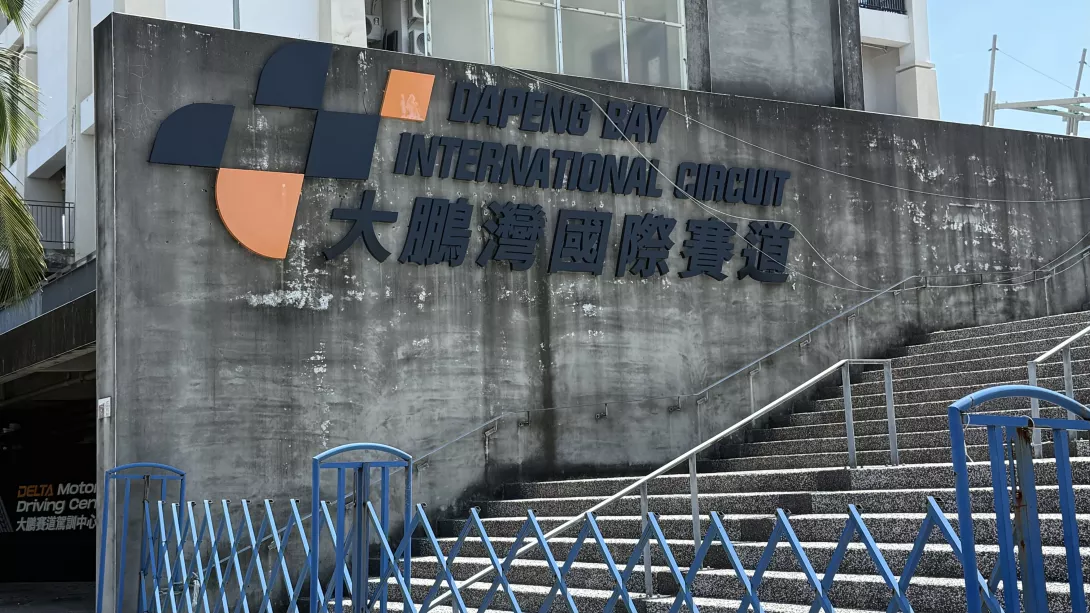 DAPENG BAY
INTERNATIONAL CIRCUIT
大鵬灣國際賽道
DELTA Motor
Driving Cen
大鵬賽道駕訓中心